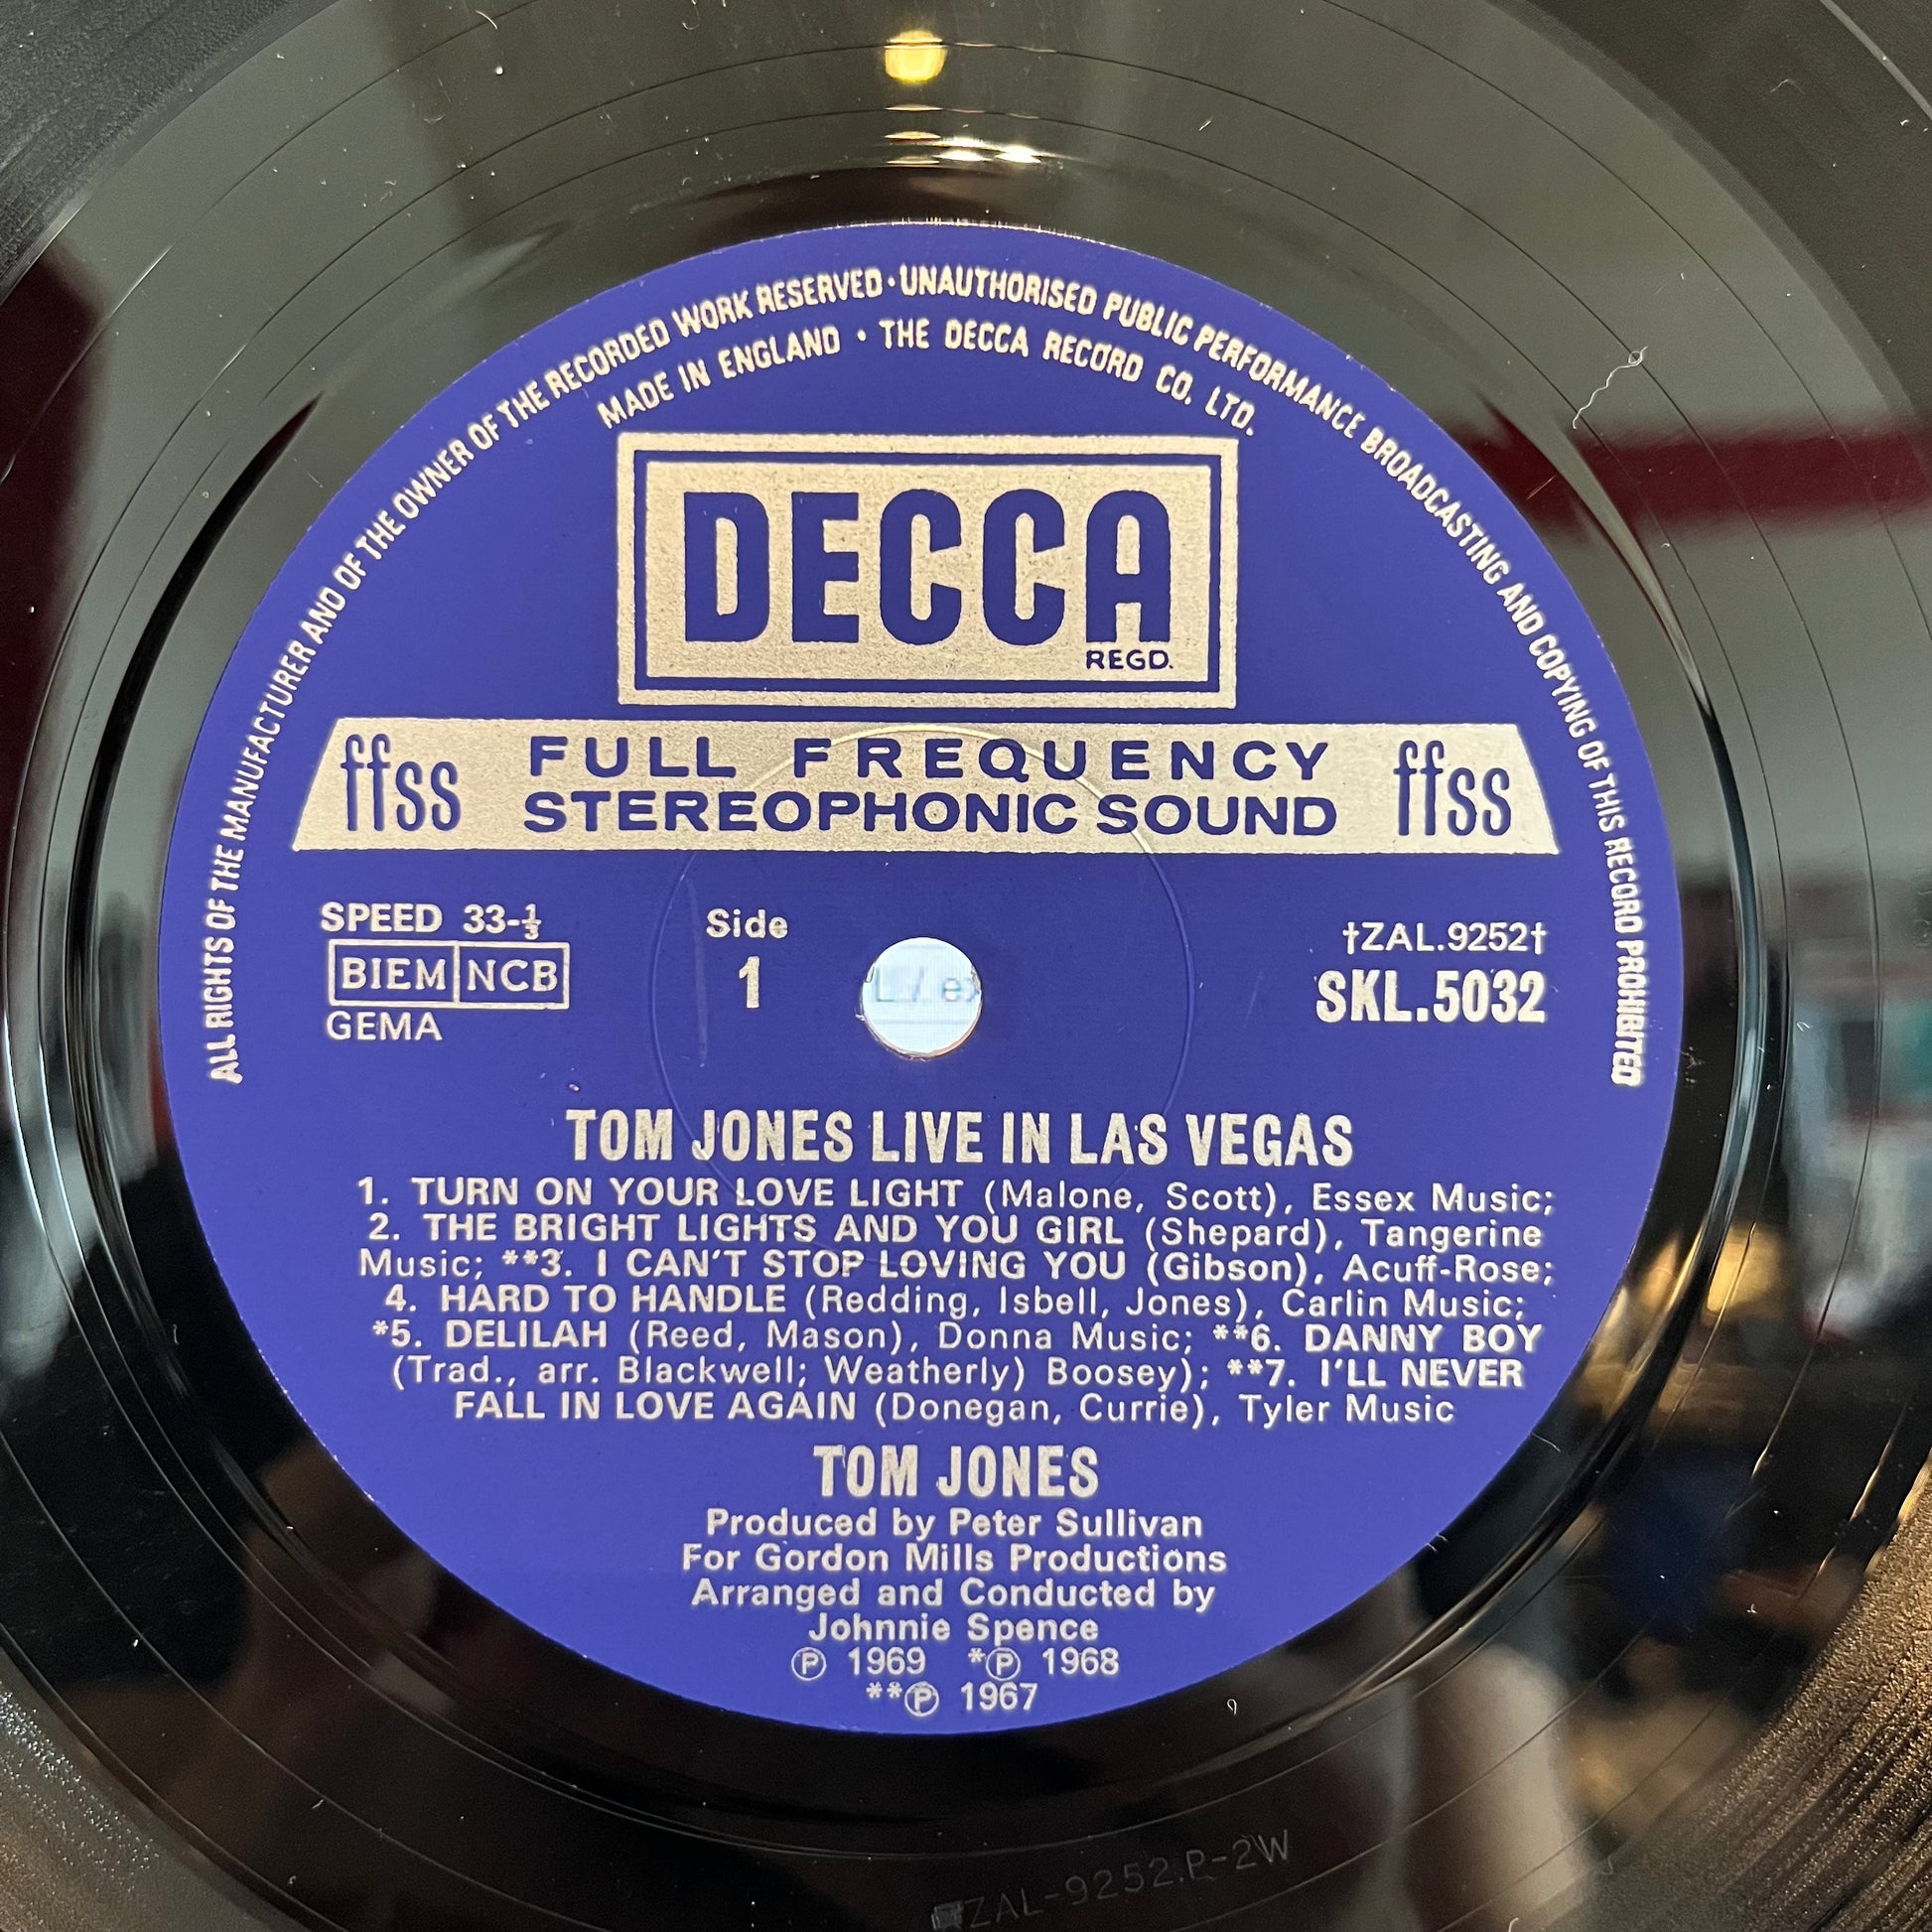 ALL RIGHTS OF THE MANUFACTURER AND OF THE OWNER OF THE RECORDED WORK RESERVED · UNAUTHORISED PUBLIC PERFORMANCE BROADCASTING AND COPYING OF THIS RECORD PROHIBITED
MADE IN ENGLAND · THE DECCA RECORD CO. LTD.
DECCA
REGD.
ffss FULL FREQUENCY ffss
STEREOPHONIC SOUND
SPEED 33-⅓
BIEM NCB
GEMA
Side
1
†ZAL.9252†
SKL.5032
TOM JONES LIVE IN LAS VEGAS
1. TURN ON YOUR LOVE LIGHT (Malone, Scott), Essex Music;
2. THE BRIGHT LIGHTS AND YOU GIRL (Shepard), Tangerine
Music; **3. I CAN'T STOP LOVING YOU (Gibson), Acuff-Rose;
4. HARD TO HANDLE (Redding, Isbell, Jones), Carlin Music;
*5. DELILAH (Reed, Mason), Donna Music; **6. DANNY BOY
(Trad., arr. Blackwell; Weatherly) Boosey); **7. I'LL NEVER
FALL IN LOVE AGAIN (Donegan, Currie), Tyler Music
TOM JONES
Produced by Peter Sullivan
For Gordon Mills Productions
Arranged and Conducted by
Johnnie Spence
℗ 1969 *℗ 1968
**℗ 1967
ZAL-9252.P-2W